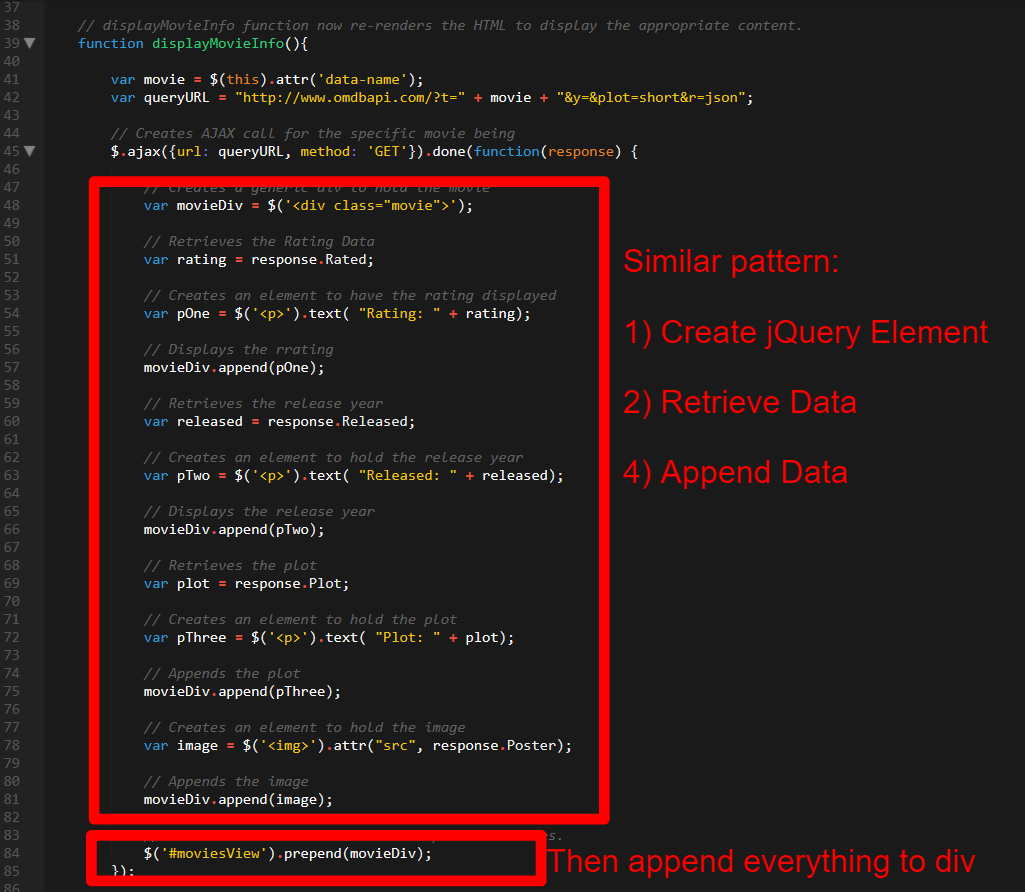 37
38 // displayMovieInfo function now re-renders the HTML to display the appropriate content.
39 function displayMovieInfo(){
40
41 var movie = $(this).attr('data-name');
42 var queryURL = "http://www.omdbapi.com/?t=" + movie + "&y=&plot=short&r=json";
43
44 // Creates AJAX call for the specific movie being
45 $.ajax({url: queryURL, method: 'GET'}).done(function(response) {
46
47 // Creates a generic div to hold the movie
48 var movieDiv = $('<div class="movie">');
49
50 // Retrieves the Rating Data
51 var rating = response.Rated;
52
53 // Creates an element to have the rating displayed
54 var pOne = $('<p>').text( "Rating: " + rating);
55
56 // Displays the rrating
57 movieDiv.append(pOne);
58
59 // Retrieves the release year
60 var released = response.Released;
61
62 // Creates an element to hold the release year
63 var pTwo = $('<p>').text( "Released: " + released);
64
65 // Displays the release year
66 movieDiv.append(pTwo);
67
68 // Retrieves the plot
69 var plot = response.Plot;
70
71 // Creates an element to hold the plot
72 var pThree = $('<p>').text( "Plot: " + plot);
73
74 // Appends the plot
75 movieDiv.append(pThree);
76
77 // Creates an element to hold the image
78 var image = $('<img>').attr("src", response.Poster);
79
80 // Appends the image
81 movieDiv.append(image);
82
83
84 $('#moviesView').prepend(movieDiv);
85 });
86
Similar pattern:
1) Create jQuery Element
2) Retrieve Data
4) Append Data
Then append everything to div